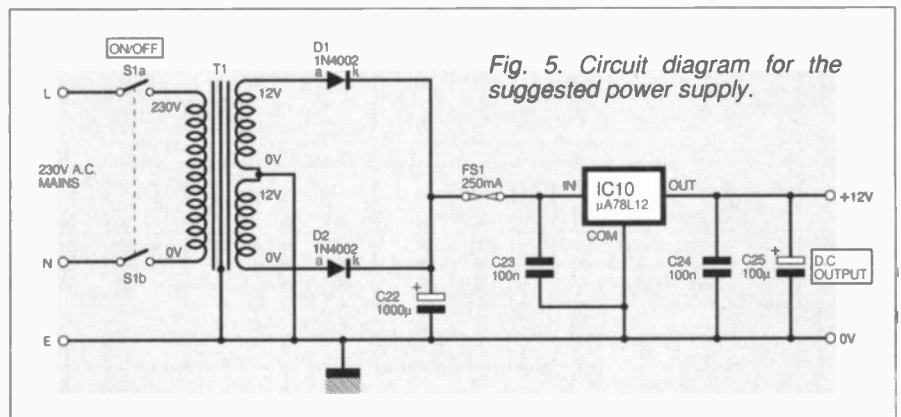 ON/OFF
S1a
T1
D1
1N4002
a k
Fig. 5. Circuit diagram for the
suggested power supply.
L
230V
12V
0V
230V A.C.
MAINS
12V
FS1
250mA
IN
IC10
µA78L12
OUT
+12V
COM
0V
0V
D2
1N4002
a k
N
S1b
C22
1000µ
+
C23
100n
C24
100n
C25
100µ
+
D.C
OUTPUT
E
0V